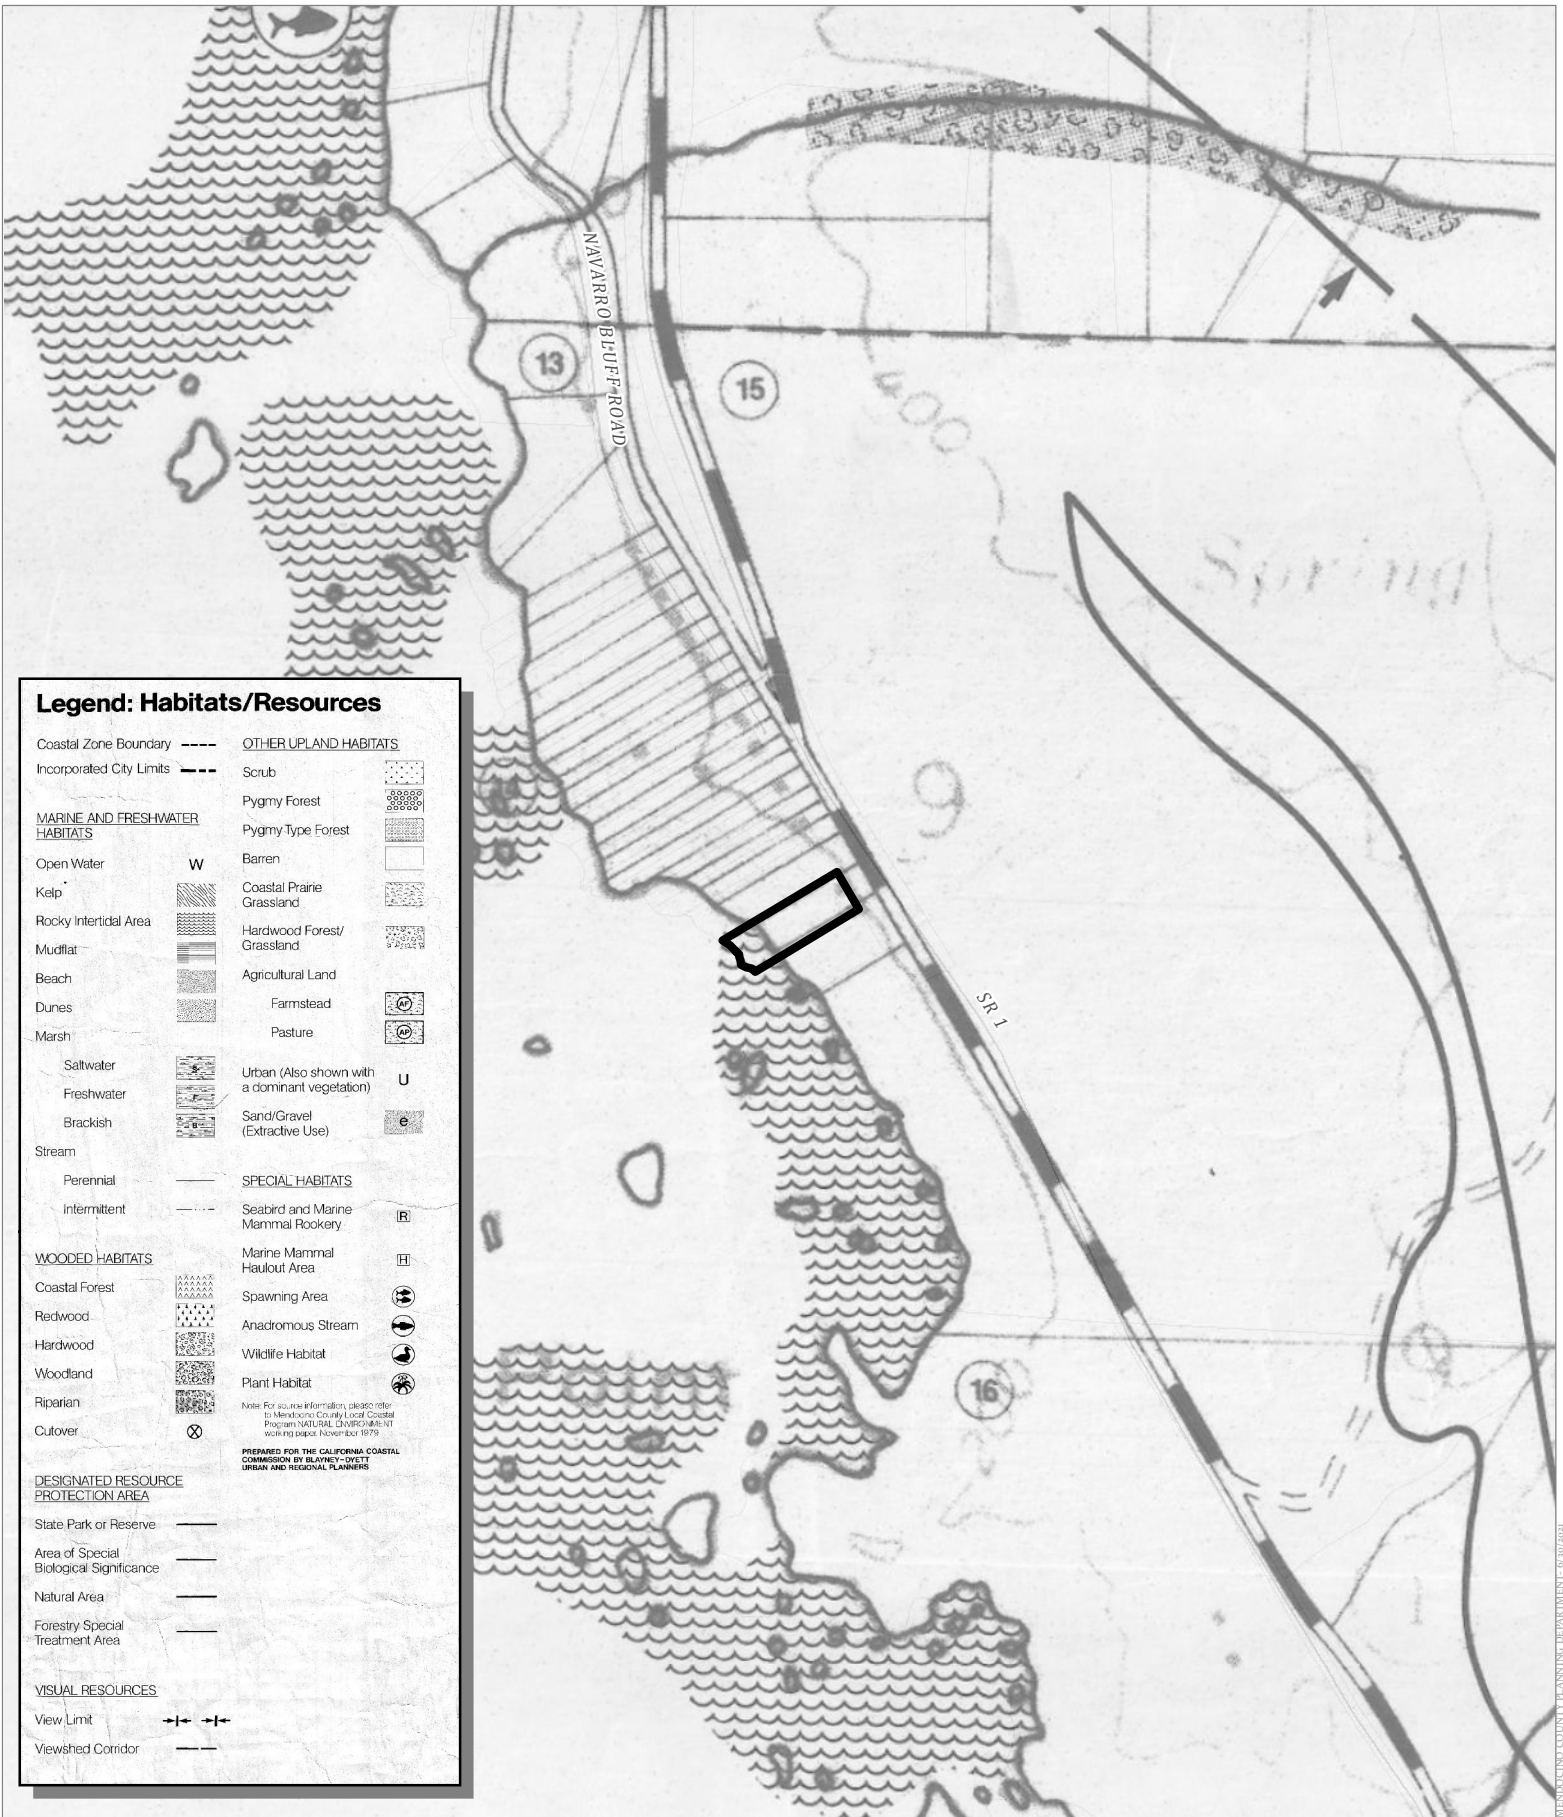 NAVARRO BLUFF ROAD
13
15
400
Spring
9
SR 1
16
Legend: Habitats/Resources
Coastal Zone Boundary
Incorporated City Limits
MARINE AND FRESHWATER
HABITATS
Open Water W
Kelp
Rocky Intertidal Area
Mudflat
Beach
Dunes
Marsh
Saltwater S
Freshwater F
Brackish B
Stream
Perennial
Intermittent
WOODED HABITATS
Coastal Forest
Redwood
Hardwood
Woodland
Riparian
Cutover X
DESIGNATED RESOURCE
PROTECTION AREA
State Park or Reserve
Area of Special
Biological Significance
Natural Area
Forestry Special
Treatment Area
VISUAL RESOURCES
View Limit
Viewshed Corridor
OTHER UPLAND HABITATS
Scrub
Pygmy Forest
Pygmy Type Forest
Barren
Coastal Prairie
Grassland
Hardwood Forest/
Grassland
Agricultural Land
Farmstead AF
Pasture AP
Urban (Also shown with
a dominant vegetation) U
Sand/Gravel
(Extractive Use) e
SPECIAL HABITATS
Seabird and Marine
Mammal Rookery R
Marine Mammal
Haulout Area H
Spawning Area
Anadromous Stream
Wildlife Habitat
Plant Habitat
Note: For source information, please refer
to Mendocino County Local Coastal
Program NATURAL ENVIRONMENT
working paper, November 1979
PREPARED FOR THE CALIFORNIA COASTAL
COMMISSION BY BLAYNEY-DYETT
URBAN AND REGIONAL PLANNERS
MENDOCINO COUNTY PLANNING DEPARTMENT- 6/30/2021